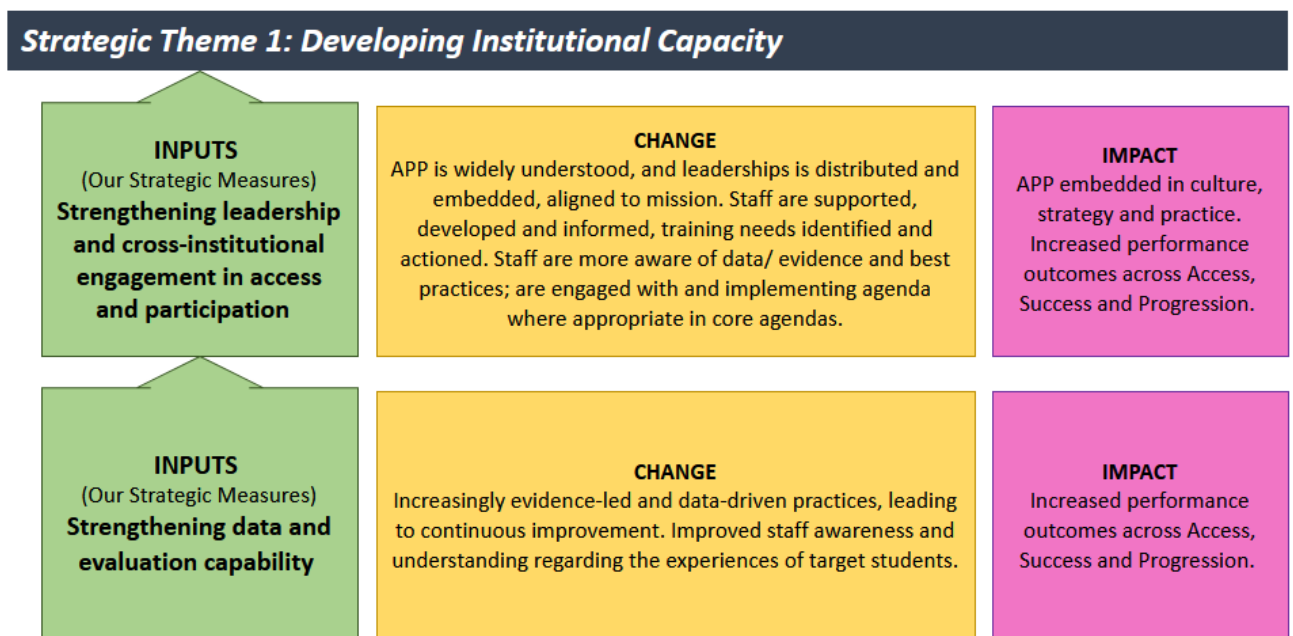 Strategic Theme 1: Developing Institutional Capacity
INPUTS
(Our Strategic Measures)
Strengthening leadership
and cross-institutional
engagement in access
and participation
CHANGE
APP is widely understood, and leaderships is distributed and
embedded, aligned to mission. Staff are supported,
developed and informed, training needs identified and
actioned. Staff are more aware of data/ evidence and best
practices; are engaged with and implementing agenda
where appropriate in core agendas.
IMPACT
APP embedded in culture,
strategy and practice.
Increased performance
outcomes across Access,
Success and Progression.
INPUTS
(Our Strategic Measures)
Strengthening data and
evaluation capability
CHANGE
Increasingly evidence-led and data-driven practices, leading
to continuous improvement. Improved staff awareness and
understanding regarding the experiences of target students.
IMPACT
Increased performance
outcomes across Access,
Success and Progression.